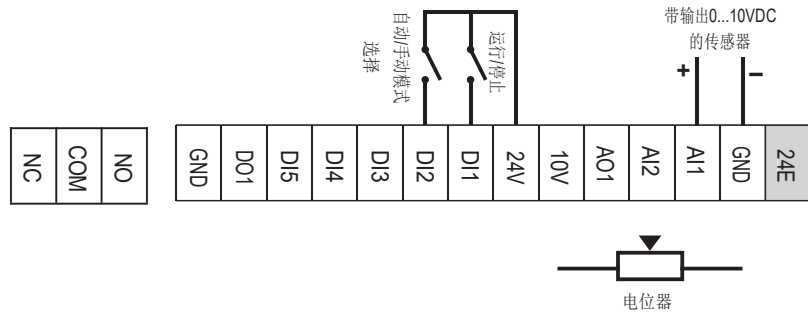 自动/手动模式
选择
运行/停止
带输出0...10VDC
的传感器
+
–
NC
COM
NO
GND
DO1
DI5
DI4
DI3
DI2
DI1
24V
10V
AO1
AI2
AI1
GND
24E
电位器